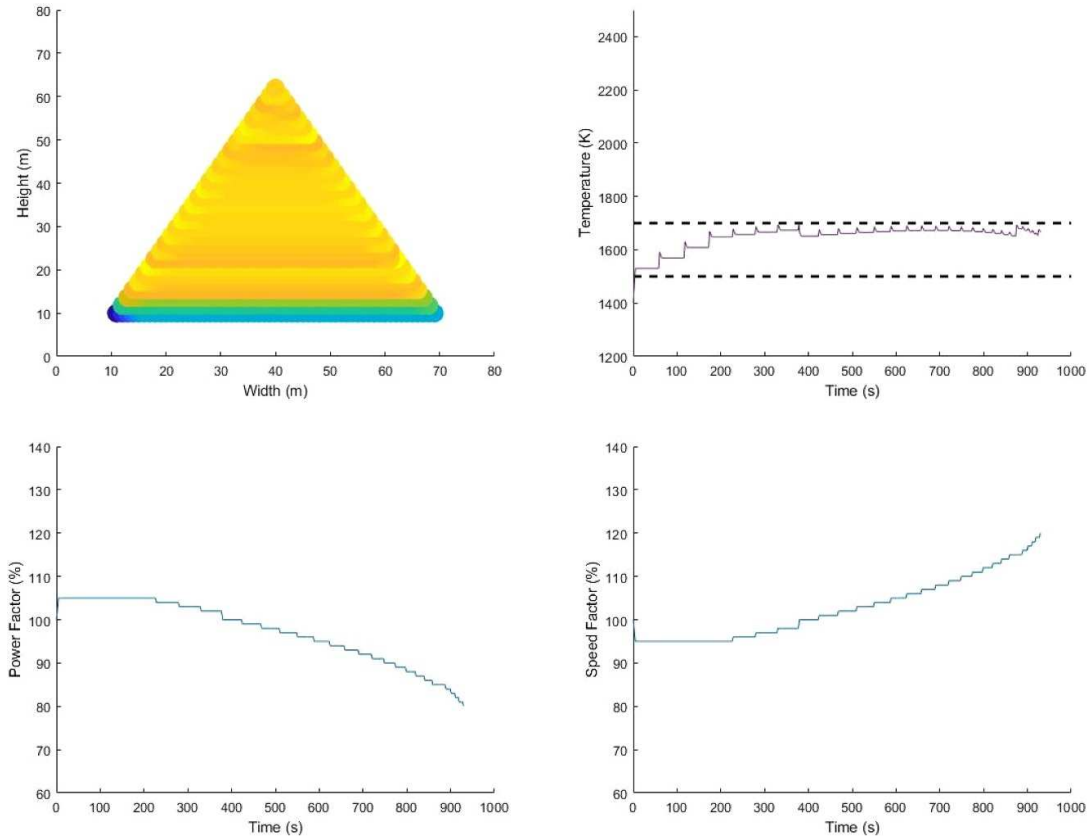 80
70
60
50
40
30
20
10
0
Height (m)
0 10 20 30 40 50 60 70 80
Width (m)
2400
2200
2000
1800
1600
1400
1200
Temperature (K)
0 100 200 300 400 500 600 700 800 900 1000
Time (s)
140
130
120
110
100
90
80
70
60
Power Factor (%)
0 100 200 300 400 500 600 700 800 900 1000
Time (s)
140
130
120
110
100
90
80
70
60
Speed Factor (%)
0 100 200 300 400 500 600 700 800 900 1000
Time (s)